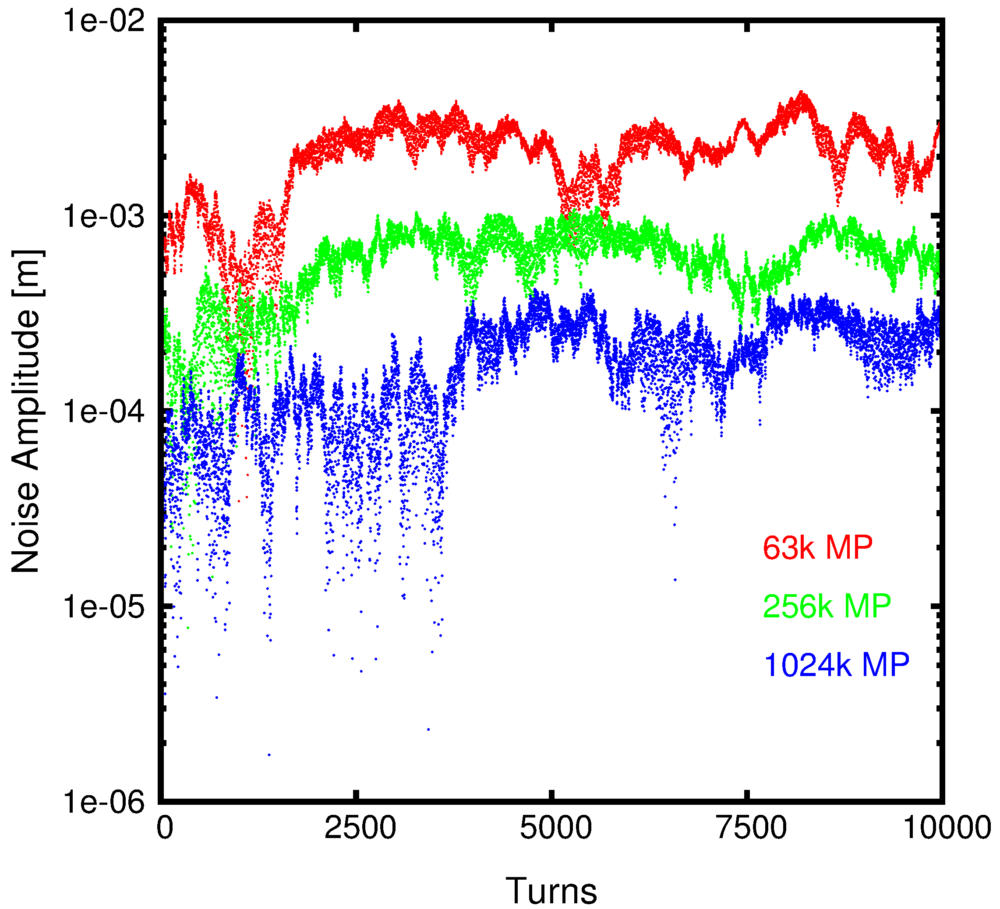 1e-02
1e-03
1e-04
1e-05
1e-06
Noise Amplitude [m]
63k MP
256k MP
1024k MP
0 2500 5000 7500 10000
Turns